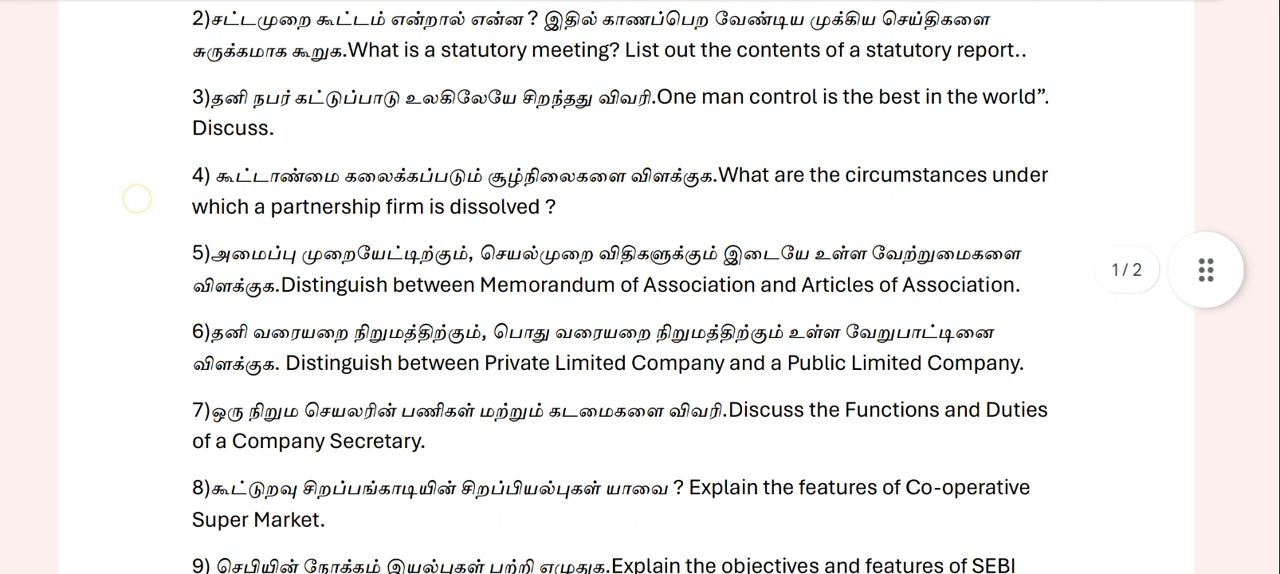 2)சட்டமுறை கூட்டம் என்றால் என்ன ? இதில் காணப்பெற வேண்டிய முக்கிய செய்திகளை
சுருக்கமாக கூறுக.What is a statutory meeting? List out the contents of a statutory report..
3)தனி நபர் கட்டுப்பாடு உலகிலேயே சிறந்தது விவரி.One man control is the best in the world”.
Discuss.
4) கூட்டாண்மை கலைக்கப்படும் சூழ்நிலைகளை விளக்குக.What are the circumstances under
which a partnership firm is dissolved ?
5)அமைப்பு முறையேட்டிற்கும், செயல்முறை விதிகளுக்கும் இடையே உள்ள வேற்றுமைகளை
விளக்குக.Distinguish between Memorandum of Association and Articles of Association.
1 / 2
6)தனி வரையறை நிறுமத்திற்கும், பொது வரையறை நிறுமத்திற்கும் உள்ள வேறுபாட்டினை
விளக்குக. Distinguish between Private Limited Company and a Public Limited Company.
7)ஒரு நிறும செயலரின் பணிகள் மற்றும் கடமைகளை விவரி.Discuss the Functions and Duties
of a Company Secretary.
8)கூட்டுறவு சிறப்பங்காடியின் சிறப்பியல்புகள் யாவை ? Explain the features of Co-operative
Super Market.
9) செபியின் நோக்கம் இயல்புகள் பற்றி எழுதுக.Explain the objectives and features of SEBI